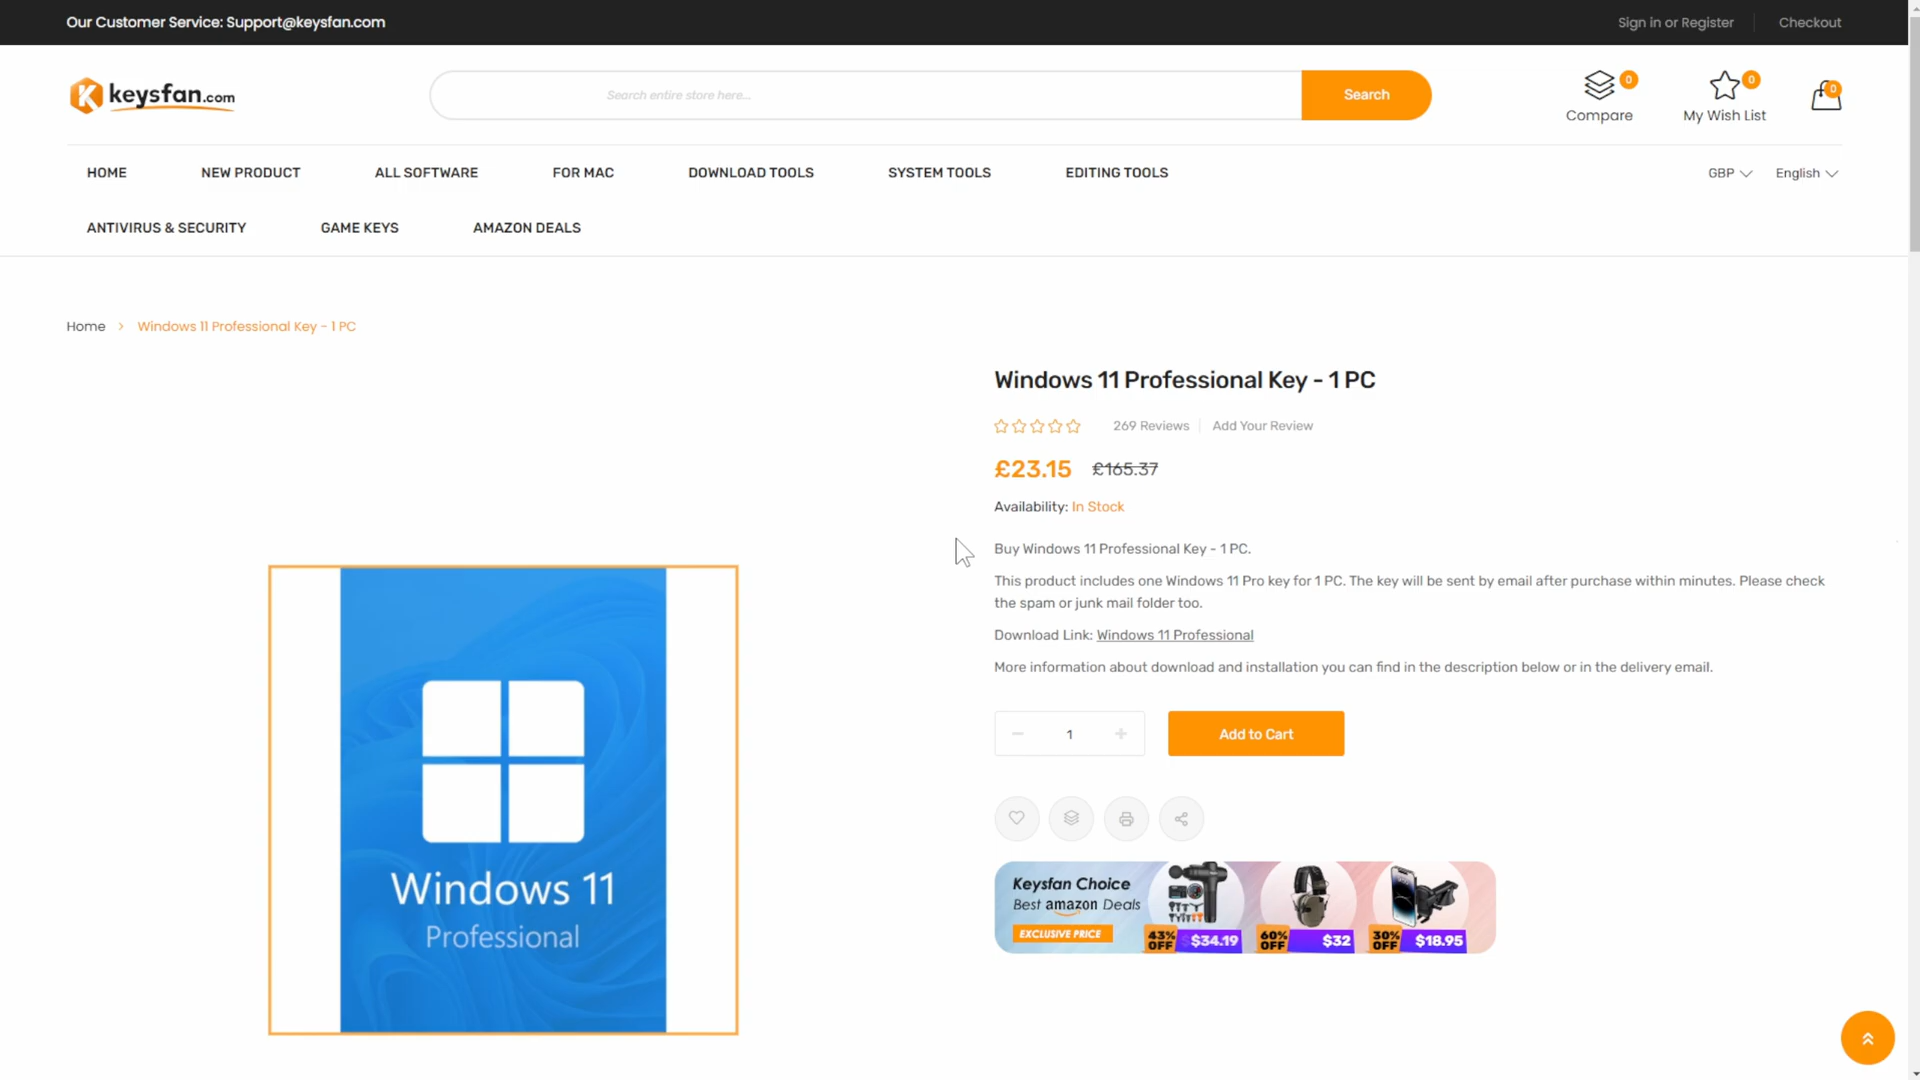 Our Customer Service: Support@keysfan.com
Sign in or Register
Checkout
K keysfan.com
Search entire store here...
Search
0
Compare
0
My Wish List
0
HOME
NEW PRODUCT
ALL SOFTWARE
FOR MAC
DOWNLOAD TOOLS
SYSTEM TOOLS
EDITING TOOLS
GBP
English
ANTIVIRUS & SECURITY
GAME KEYS
AMAZON DEALS
Home > Windows 11 Professional Key - 1 PC
Windows 11 Professional Key - 1 PC
269 Reviews
Add Your Review
£23.15 £165.37
Availability: In Stock
Buy Windows 11 Professional Key - 1 PC.
This product includes one Windows 11 Pro key for 1 PC. The key will be sent by email after purchase within minutes. Please check
the spam or junk mail folder too.
Download Link: Windows 11 Professional
More information about download and installation you can find in the description below or in the delivery email.
1
Add to Cart
Windows 11
Professional
Keysfan Choice
Best amazon Deals
EXCLUSIVE PRICE
43% OFF $34.19
60% OFF $32
30% OFF $18.95